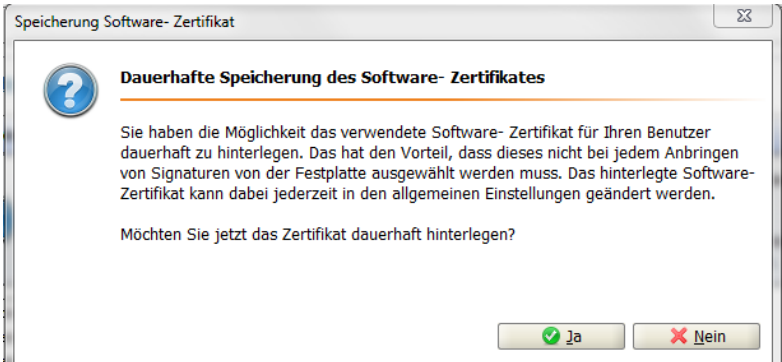 Speicherung Software- Zertifikat
Dauerhafte Speicherung des Software- Zertifikates
Sie haben die Möglichkeit das verwendete Software- Zertifikat für Ihren Benutzer
dauerhaft zu hinterlegen. Das hat den Vorteil, dass dieses nicht bei jedem Anbringen
von Signaturen von der Festplatte ausgewählt werden muss. Das hinterlegte Software-
Zertifikat kann dabei jederzeit in den allgemeinen Einstellungen geändert werden.
Möchten Sie jetzt das Zertifikat dauerhaft hinterlegen?
Ja
Nein